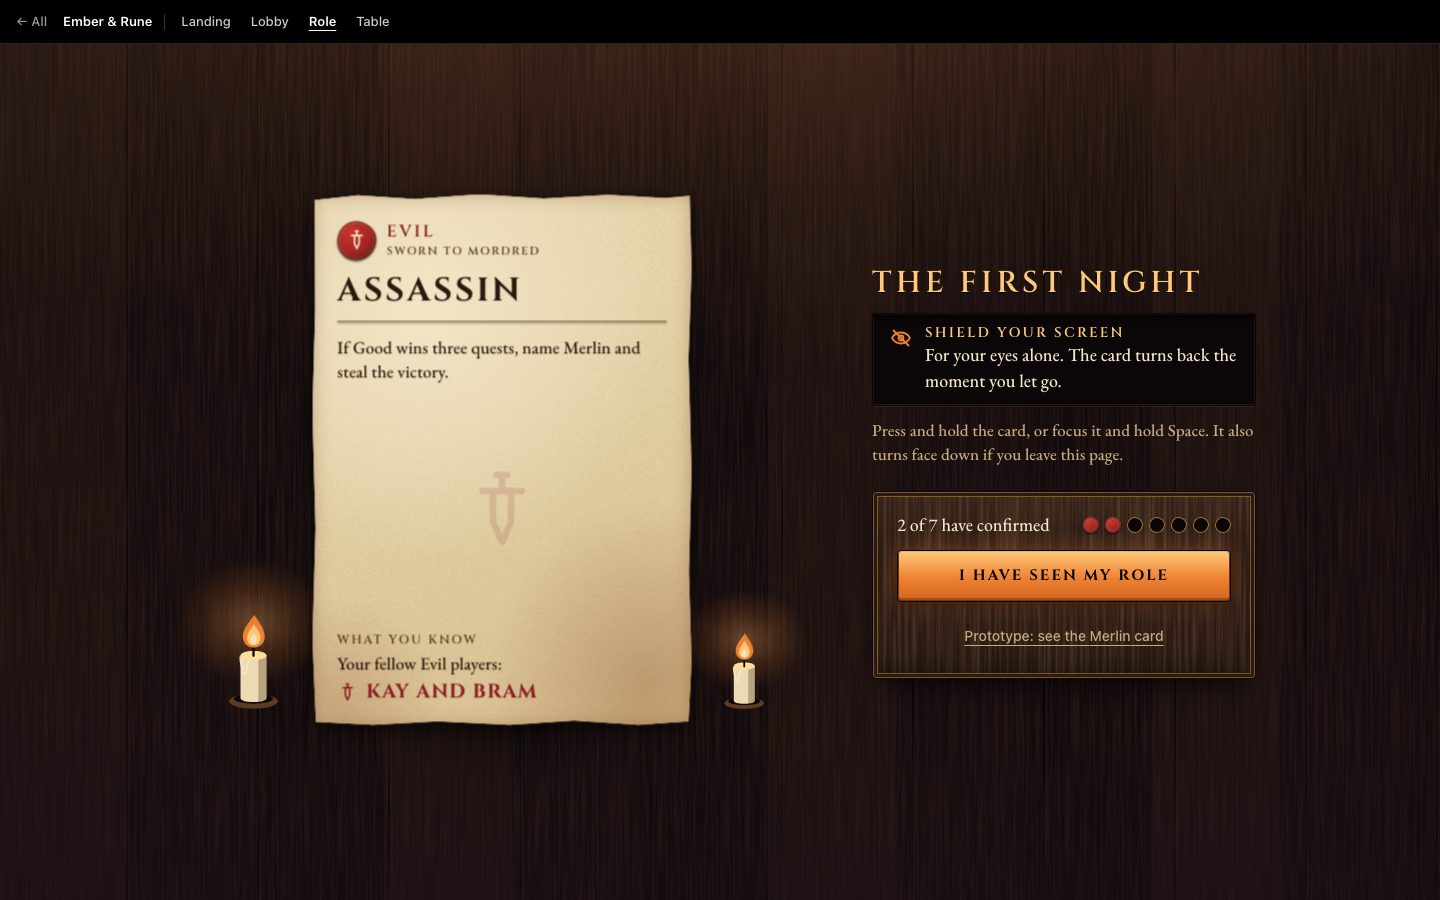 ← All Ember & Rune Landing Lobby Role Table
EVIL
SWORN TO MORDRED
ASSASSIN
If Good wins three quests, name Merlin and
steal the victory.
WHAT YOU KNOW
Your fellow Evil players:
KAY AND BRAM
THE FIRST NIGHT
SHIELD YOUR SCREEN
For your eyes alone. The card turns back the
moment you let go.
Press and hold the card, or focus it and hold Space. It also
turns face down if you leave this page.
2 of 7 have confirmed
I HAVE SEEN MY ROLE
Prototype: see the Merlin card